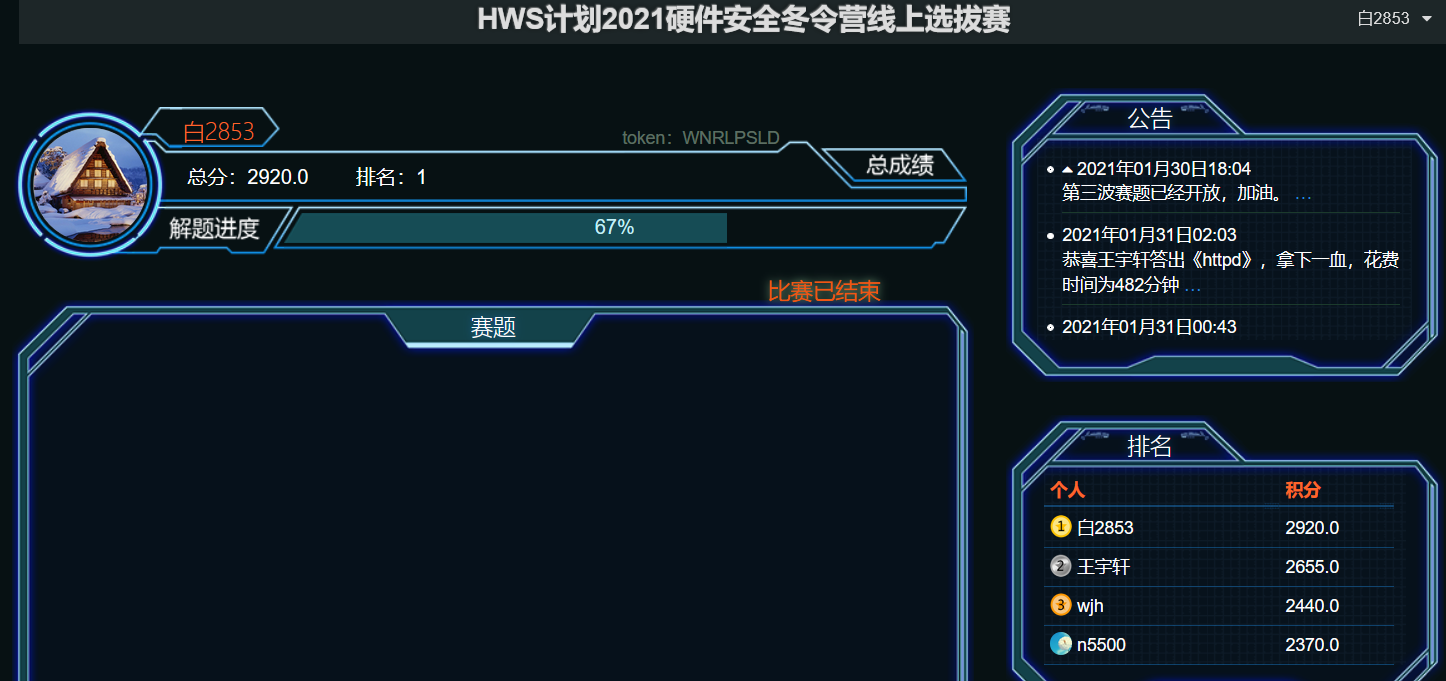 HWS计划2021硬件安全冬令营线上选拔赛
白2853
白2853
token：WNRLPSLD
总成绩
总分：2920.0 排名：1
解题进度
67%
比赛已结束
赛题
公告
2021年01月30日18:04
第三波赛题已经开放，加油。 ...
2021年01月31日02:03
恭喜王宇轩答出《httpd》，拿下一血，花费
时间为482分钟 ...
2021年01月31日00:43
排名
个人 积分
1 白2853 2920.0
2 王宇轩 2655.0
3 wjh 2440.0
n5500 2370.0